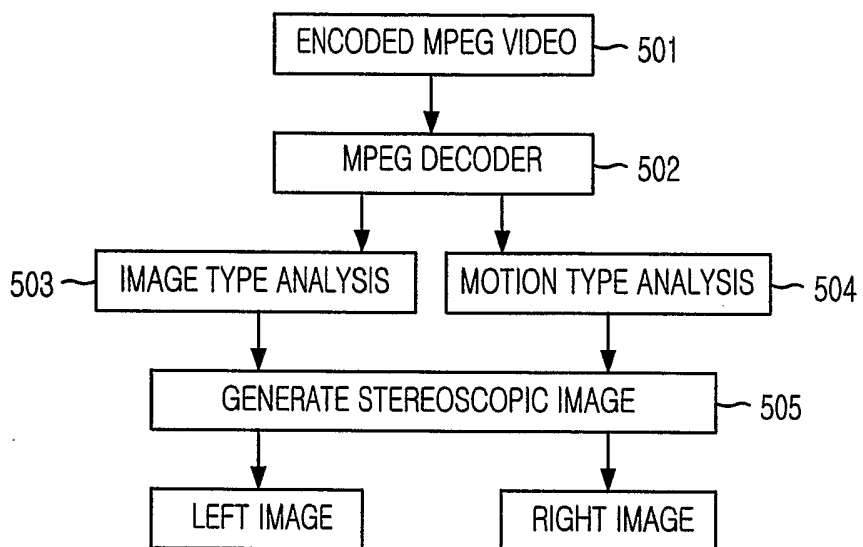 ENCODED MPEG VIDEO 501
MPEG DECODER 502
503 IMAGE TYPE ANALYSIS MOTION TYPE ANALYSIS 504
GENERATE STEREOSCOPIC IMAGE 505
LEFT IMAGE RIGHT IMAGE